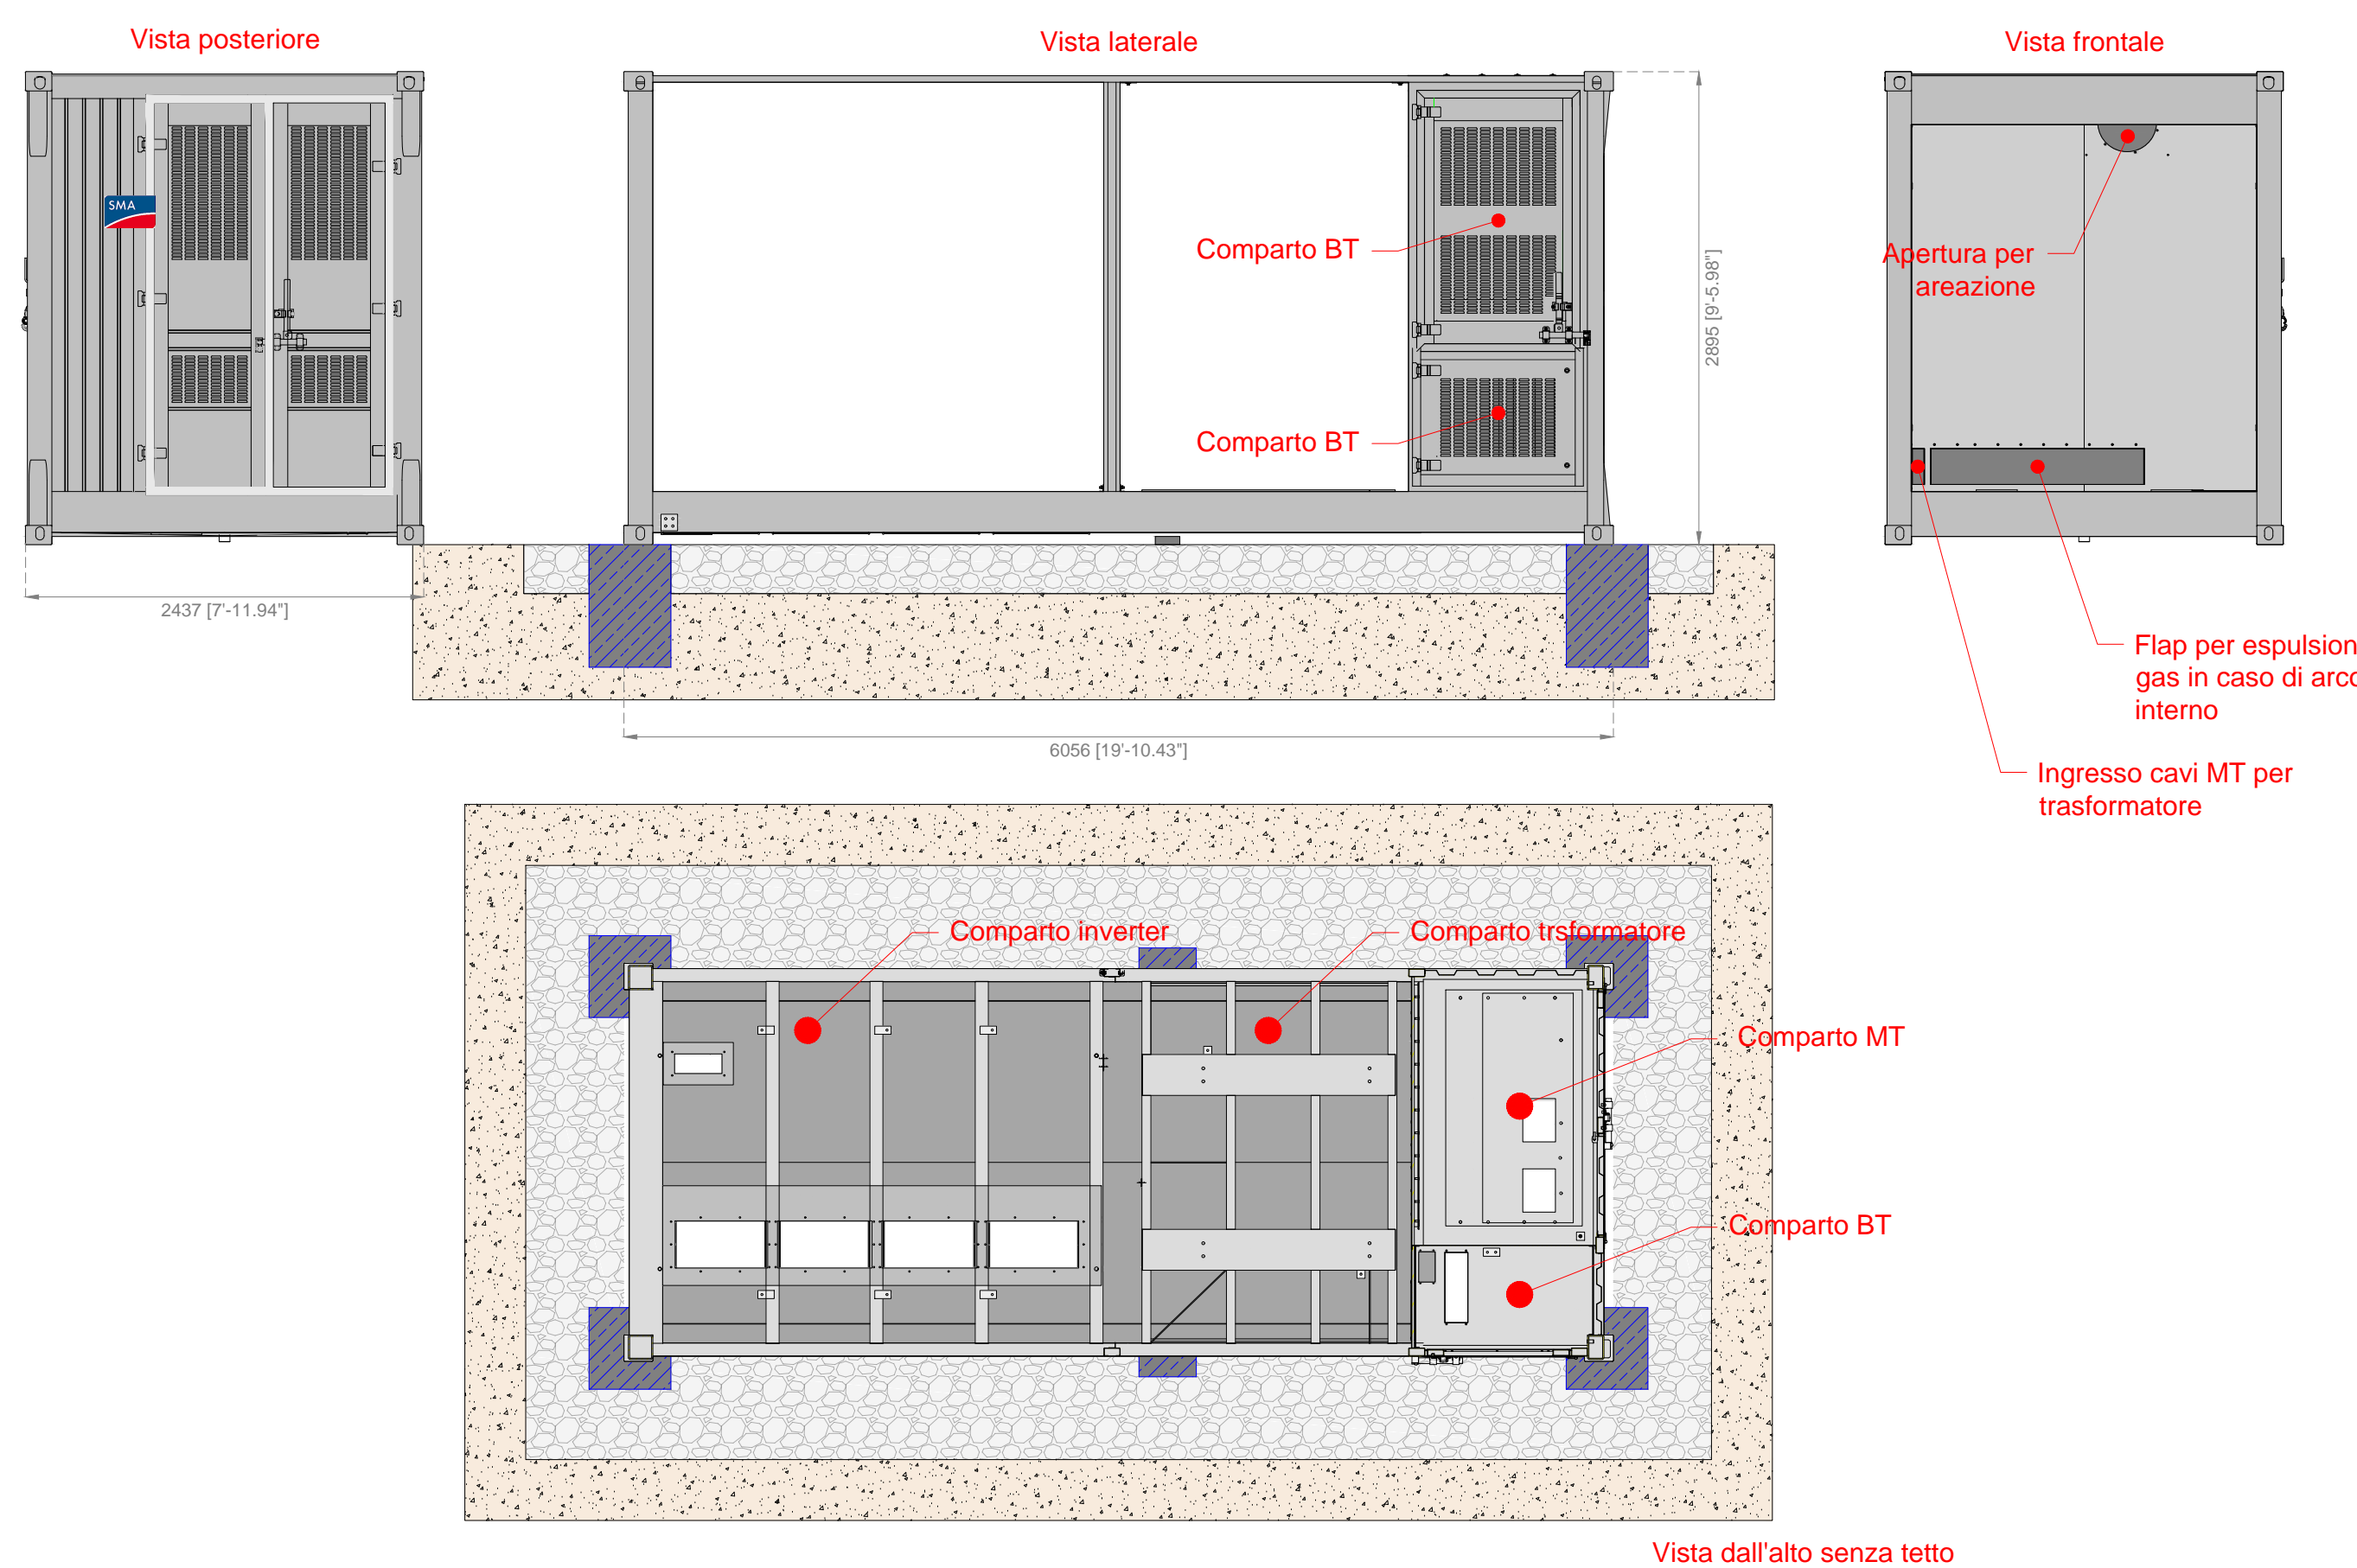 Vista posteriore
Vista laterale
Vista frontale
SMA
Comparto BT
Comparto BT
2895 [9'-5.98"]
Apertura per
areazione
2437 [7'-11.94"]
6056 [19'-10.43"]
Flap per espulsion
gas in caso di arco
interno
Ingresso cavi MT per
trasformatore
Comparto inverter
Comparto trsformatore
Comparto MT
Comparto BT
Vista dall'alto senza tetto